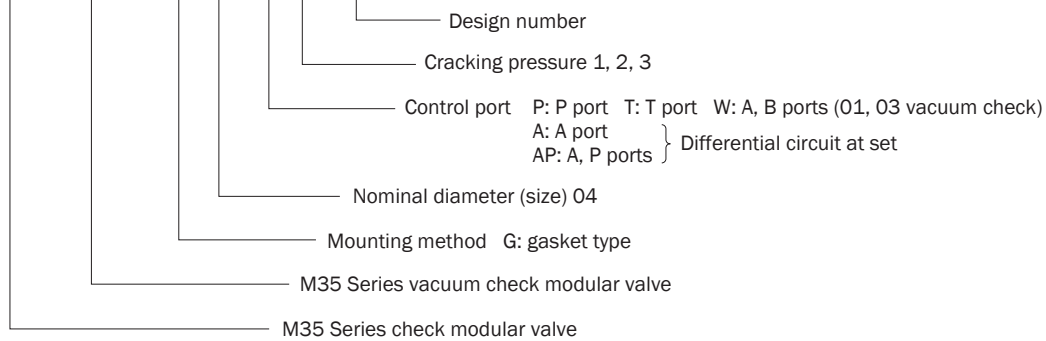 Design number
Cracking pressure 1, 2, 3
Control port P: P port T: T port W: A, B ports (01, 03 vacuum check)
A: A port
AP: A, P ports } Differential circuit at set
Nominal diameter (size) 04
Mounting method G: gasket type
M35 Series vacuum check modular valve
M35 Series check modular valve